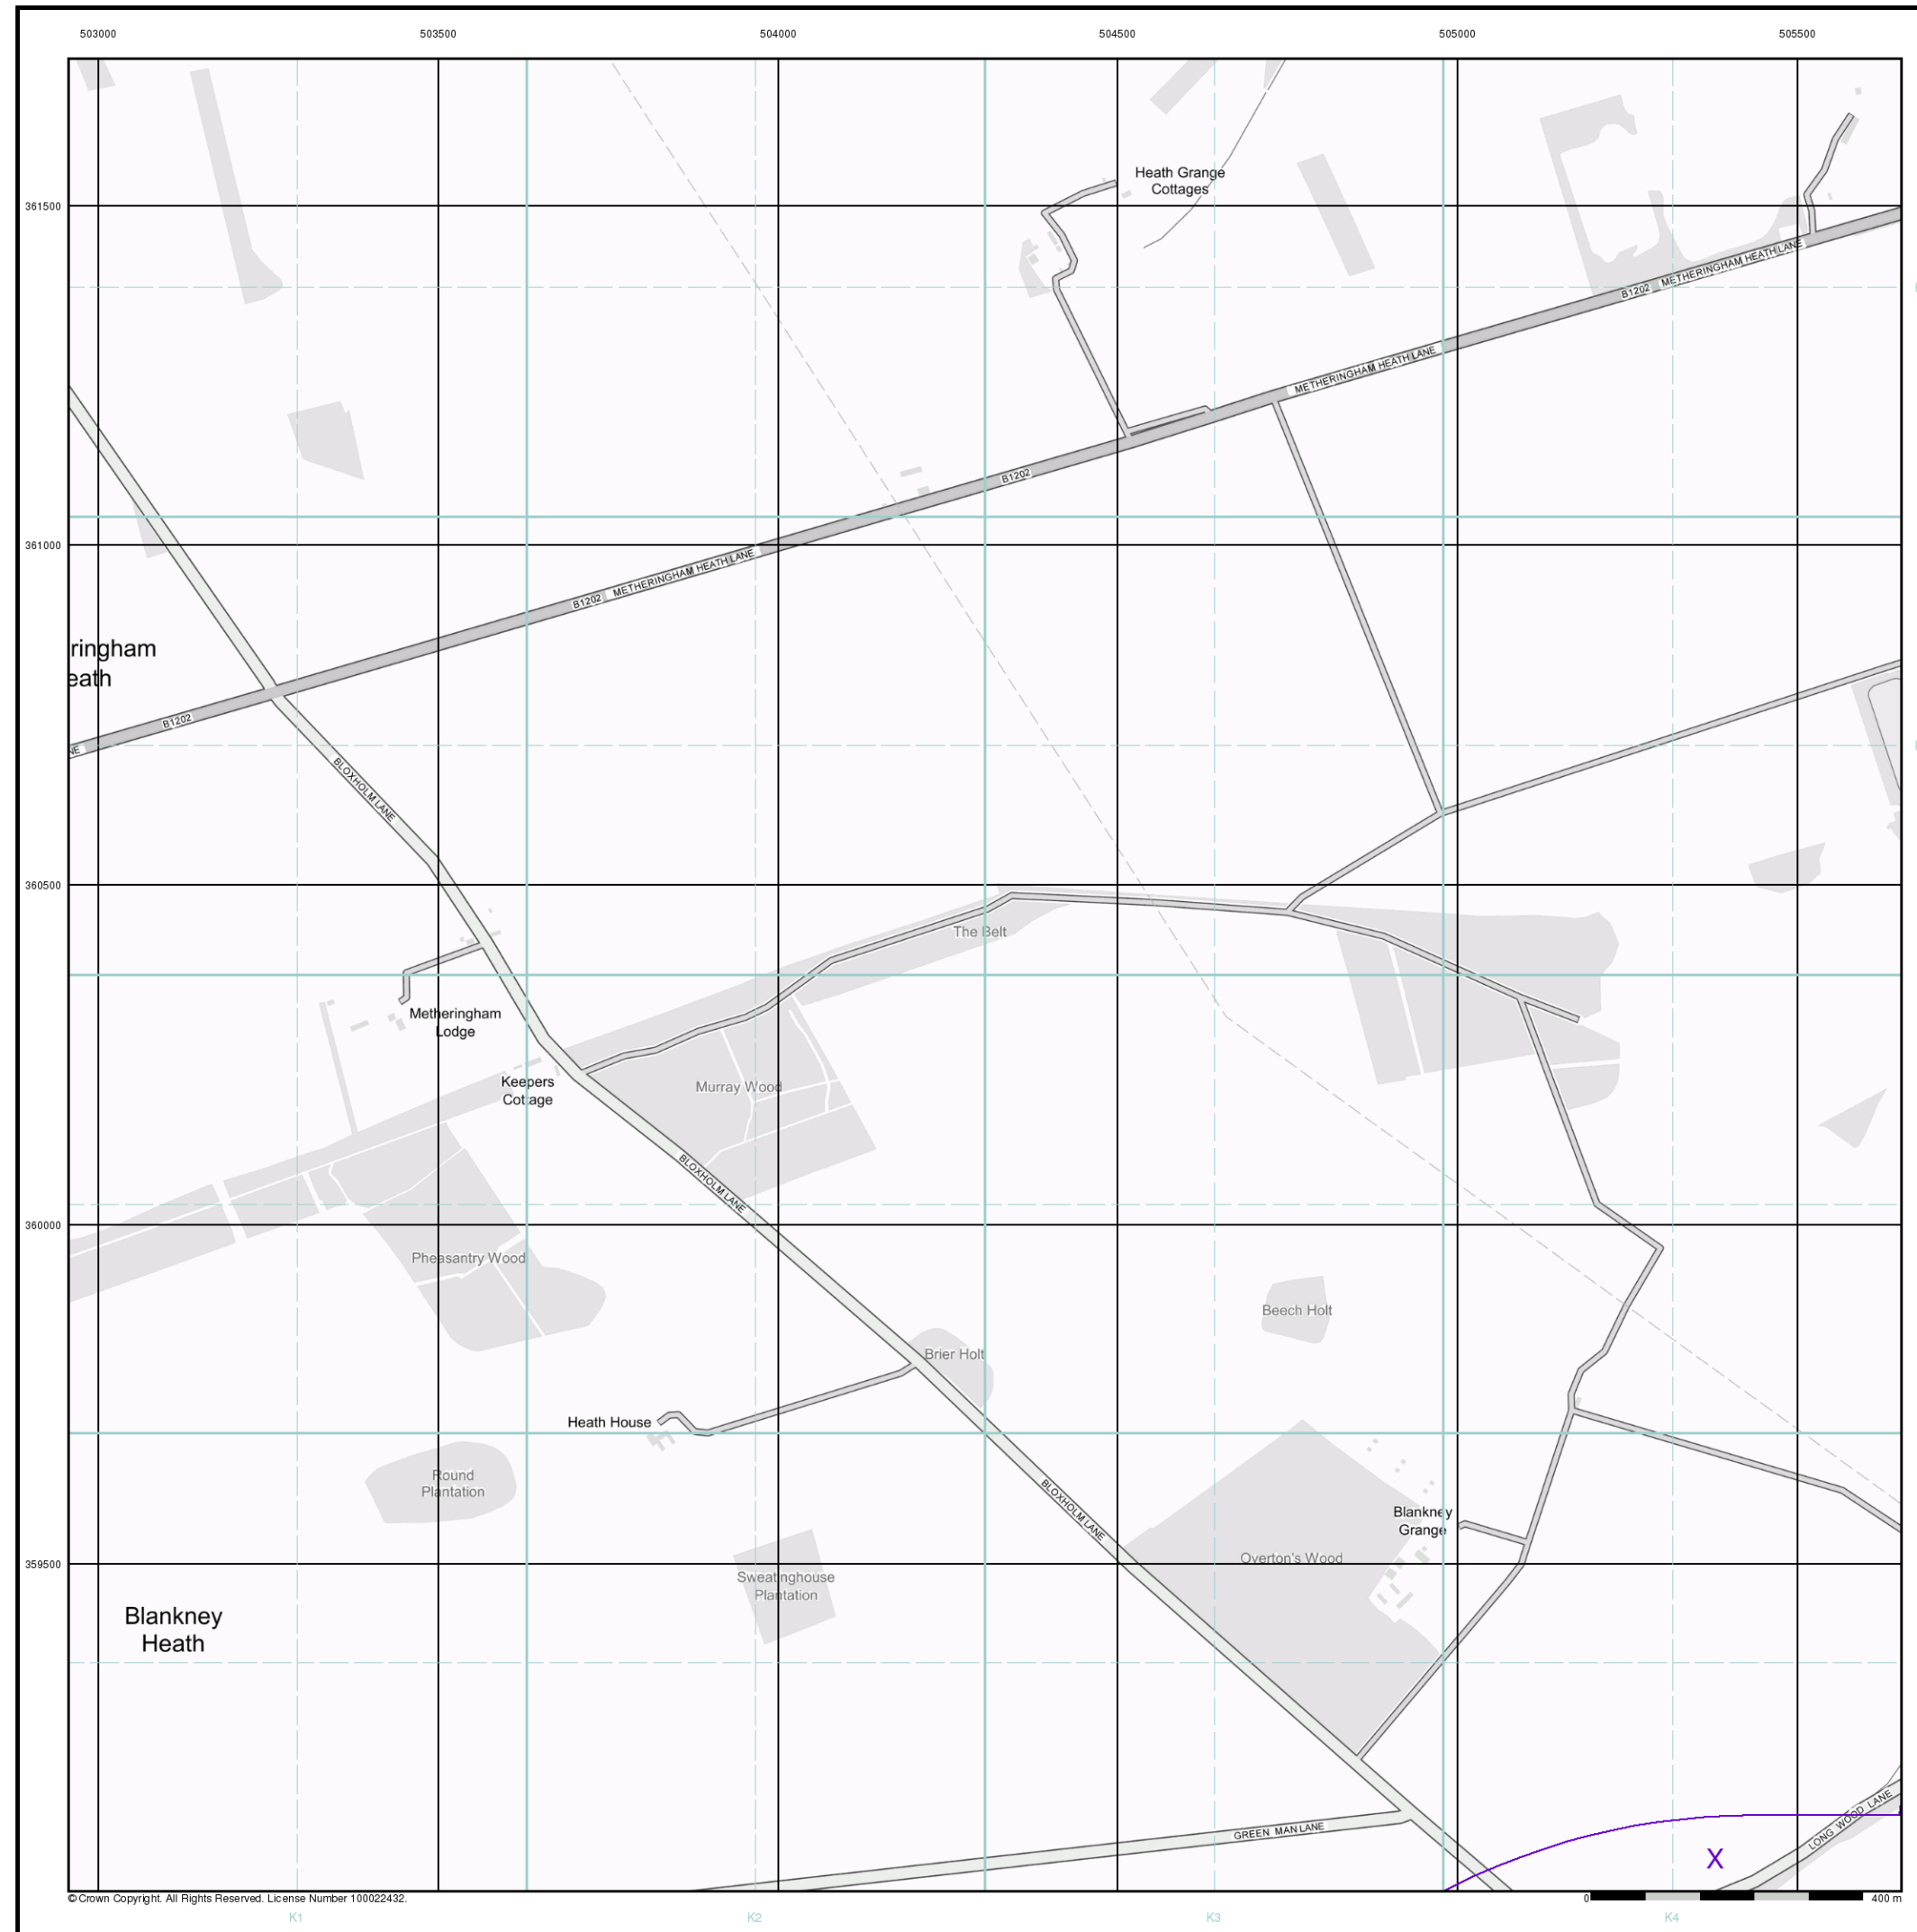 503000 503500 504000 504500 505000 505500
Heath Grange
Cottages
361500
B1202 METHERINGHAM HEATH LANE
METHERINGHAM HEATH LANE
B1202
361000
B1202 METHERINGHAM HEATH LANE
ringham
eath
B1202
NE
BLOXHOLM LANE
360500
The Belt
Metheringham
Lodge
Keepers
Cottage
Murray Wood
BLOXHOLM LANE
360000
Pheasantry Wood
Beech Holt
Brier Holt
Heath House
Round
Plantation
BLOXHOLM LANE
Blankney
Grange
Overton's Wood
359500
Sweatinghouse
Plantation
Blankney
Heath
GREEN MAN LANE
LONG WOOD LANE
X
© Crown Copyright. All Rights Reserved. License Number 100022432.
0 400 m
K1 K2 K3 K4